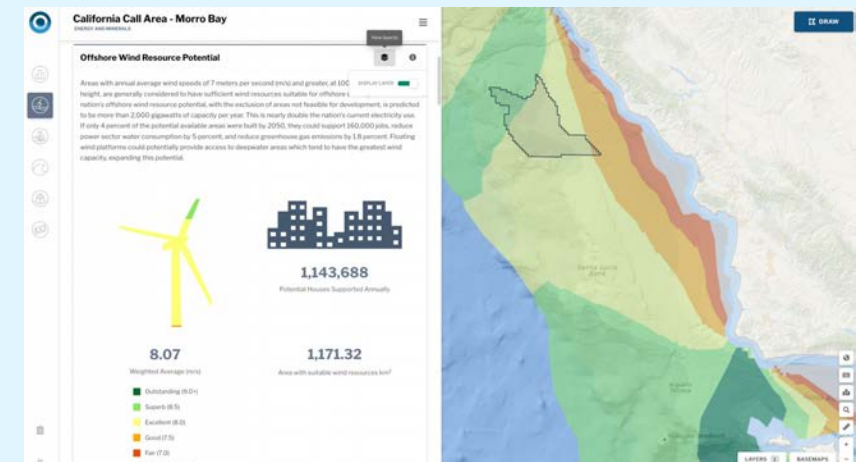 California Call Area - Morro Bay
ENERGY AND MINERALS
Offshore Wind Resource Potential
DISPLAY LAYER
Areas with annual average wind speeds of 7 meters per second (m/s) and greater, at 100
height, are generally considered to have sufficient wind resources suitable for offshore
nation's offshore wind resource potential, with the exclusion of areas not feasible for development, is predicted
to be more than 2,000 gigawatts of capacity per year. This is nearly double the nation's current electricity use.
If only 4 percent of the potential available areas were built by 2050, they could support 160,000 jobs, reduce
power sector water consumption by 5 percent, and reduce greenhouse gas emissions by 1.8 percent. Floating
wind platforms could potentially provide access to deepwater areas which tend to have the greatest wind
capacity, expanding this potential.
1,143,688
Potential Houses Supported Annually
8.07
Weighted Average (m/s)
1,171.32
Area with suitable wind resources km²
Outstanding (9.0+)
Superb (8.5)
Excellent (8.0)
Good (7.5)
Fair (7.0)
DRAW
Santa Lucia
Bank
LAYERS
BASEMAPS